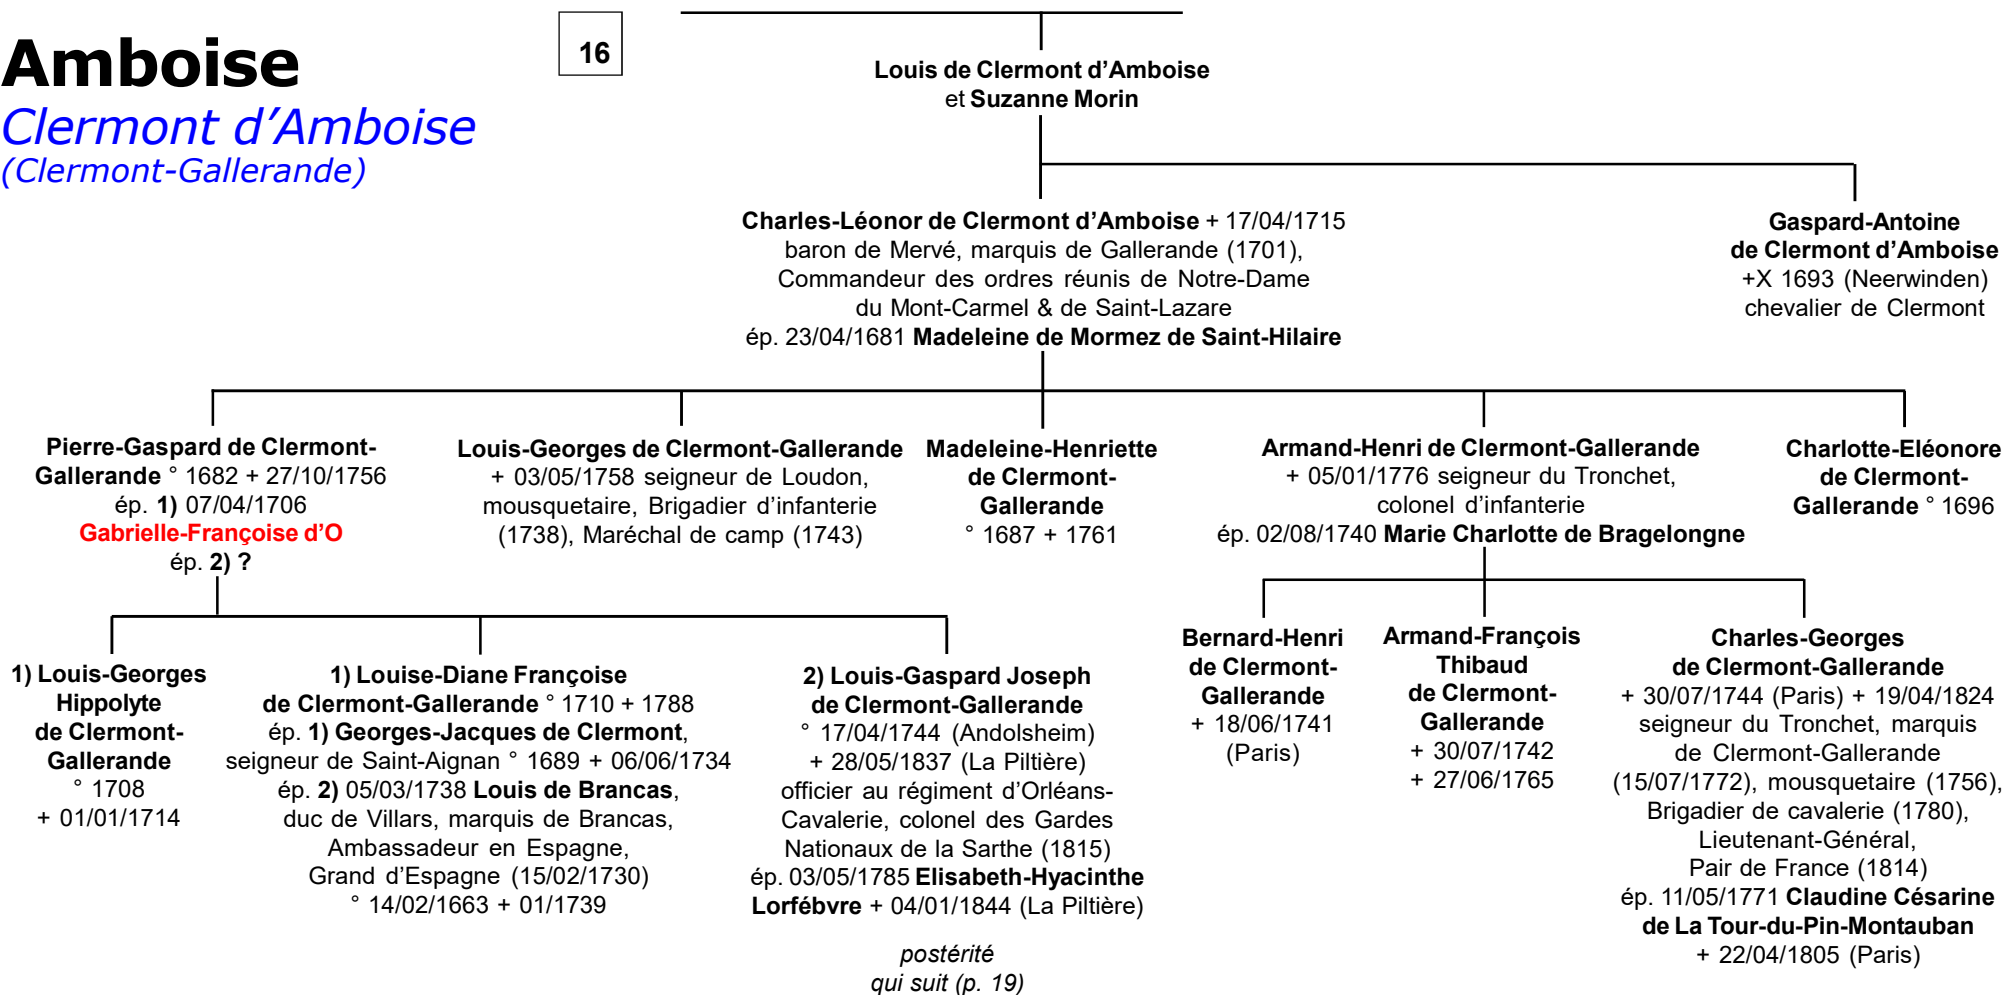 Amboise
Clermont d’Amboise
(Clermont-Gallerande)
16
Louis de Clermont d’Amboise
et Suzanne Morin
Charles-Léonor de Clermont d’Amboise + 17/04/1715
baron de Mervé, marquis de Gallerande (1701),
Commandeur des ordres réunis de Notre-Dame
du Mont-Carmel & de Saint-Lazare
ép. 23/04/1681 Madeleine de Mormez de Saint-Hilaire
Gaspard-Antoine
de Clermont d’Amboise
+X 1693 (Neerwinden)
chevalier de Clermont
Pierre-Gaspard de Clermont-
Gallerande ° 1682 + 27/10/1756
ép. 1) 07/04/1706
Gabrielle-Françoise d’O
ép. 2) ?
Louis-Georges de Clermont-Gallerande
+ 03/05/1758 seigneur de Loudon,
mousquetaire, Brigadier d’infanterie
(1738), Maréchal de camp (1743)
Madeleine-Henriette
de Clermont-
Gallerande
° 1687 + 1761
Armand-Henri de Clermont-Gallerande
+ 05/01/1776 seigneur du Tronchet,
colonel d’infanterie
ép. 02/08/1740 Marie Charlotte de Bragelongne
Charlotte-Eléonore
de Clermont-
Gallerande ° 1696
1) Louis-Georges
Hippolyte
de Clermont-
Gallerande
° 1708
+ 01/01/1714
1) Louise-Diane Françoise
de Clermont-Gallerande ° 1710 + 1788
ép. 1) Georges-Jacques de Clermont,
seigneur de Saint-Aignan ° 1689 + 06/06/1734
ép. 2) 05/03/1738 Louis de Brancas,
duc de Villars, marquis de Brancas,
Ambassadeur en Espagne,
Grand d’Espagne (15/02/1730)
° 14/02/1663 + 01/1739
2) Louis-Gaspard Joseph
de Clermont-Gallerande
° 17/04/1744 (Andolsheim)
+ 28/05/1837 (La Piltière)
officier au régiment d’Orléans-
Cavalerie, colonel des Gardes
Nationaux de la Sarthe (1815)
ép. 03/05/1785 Elisabeth-Hyacinthe
Lorfébvre + 04/01/1844 (La Piltière)
postérité
qui suit (p. 19)
Bernard-Henri
de Clermont-
Gallerande
+ 18/06/1741
(Paris)
Armand-François
Thibaud
de Clermont-
Gallerande
+ 30/07/1742
+ 27/06/1765
Charles-Georges
de Clermont-Gallerande
+ 30/07/1744 (Paris) + 19/04/1824
seigneur du Tronchet, marquis
de Clermont-Gallerande
(15/07/1772), mousquetaire (1756),
Brigadier de cavalerie (1780),
Lieutenant-Général,
Pair de France (1814)
ép. 11/05/1771 Claudine Césarine
de La Tour-du-Pin-Montauban
+ 22/04/1805 (Paris)